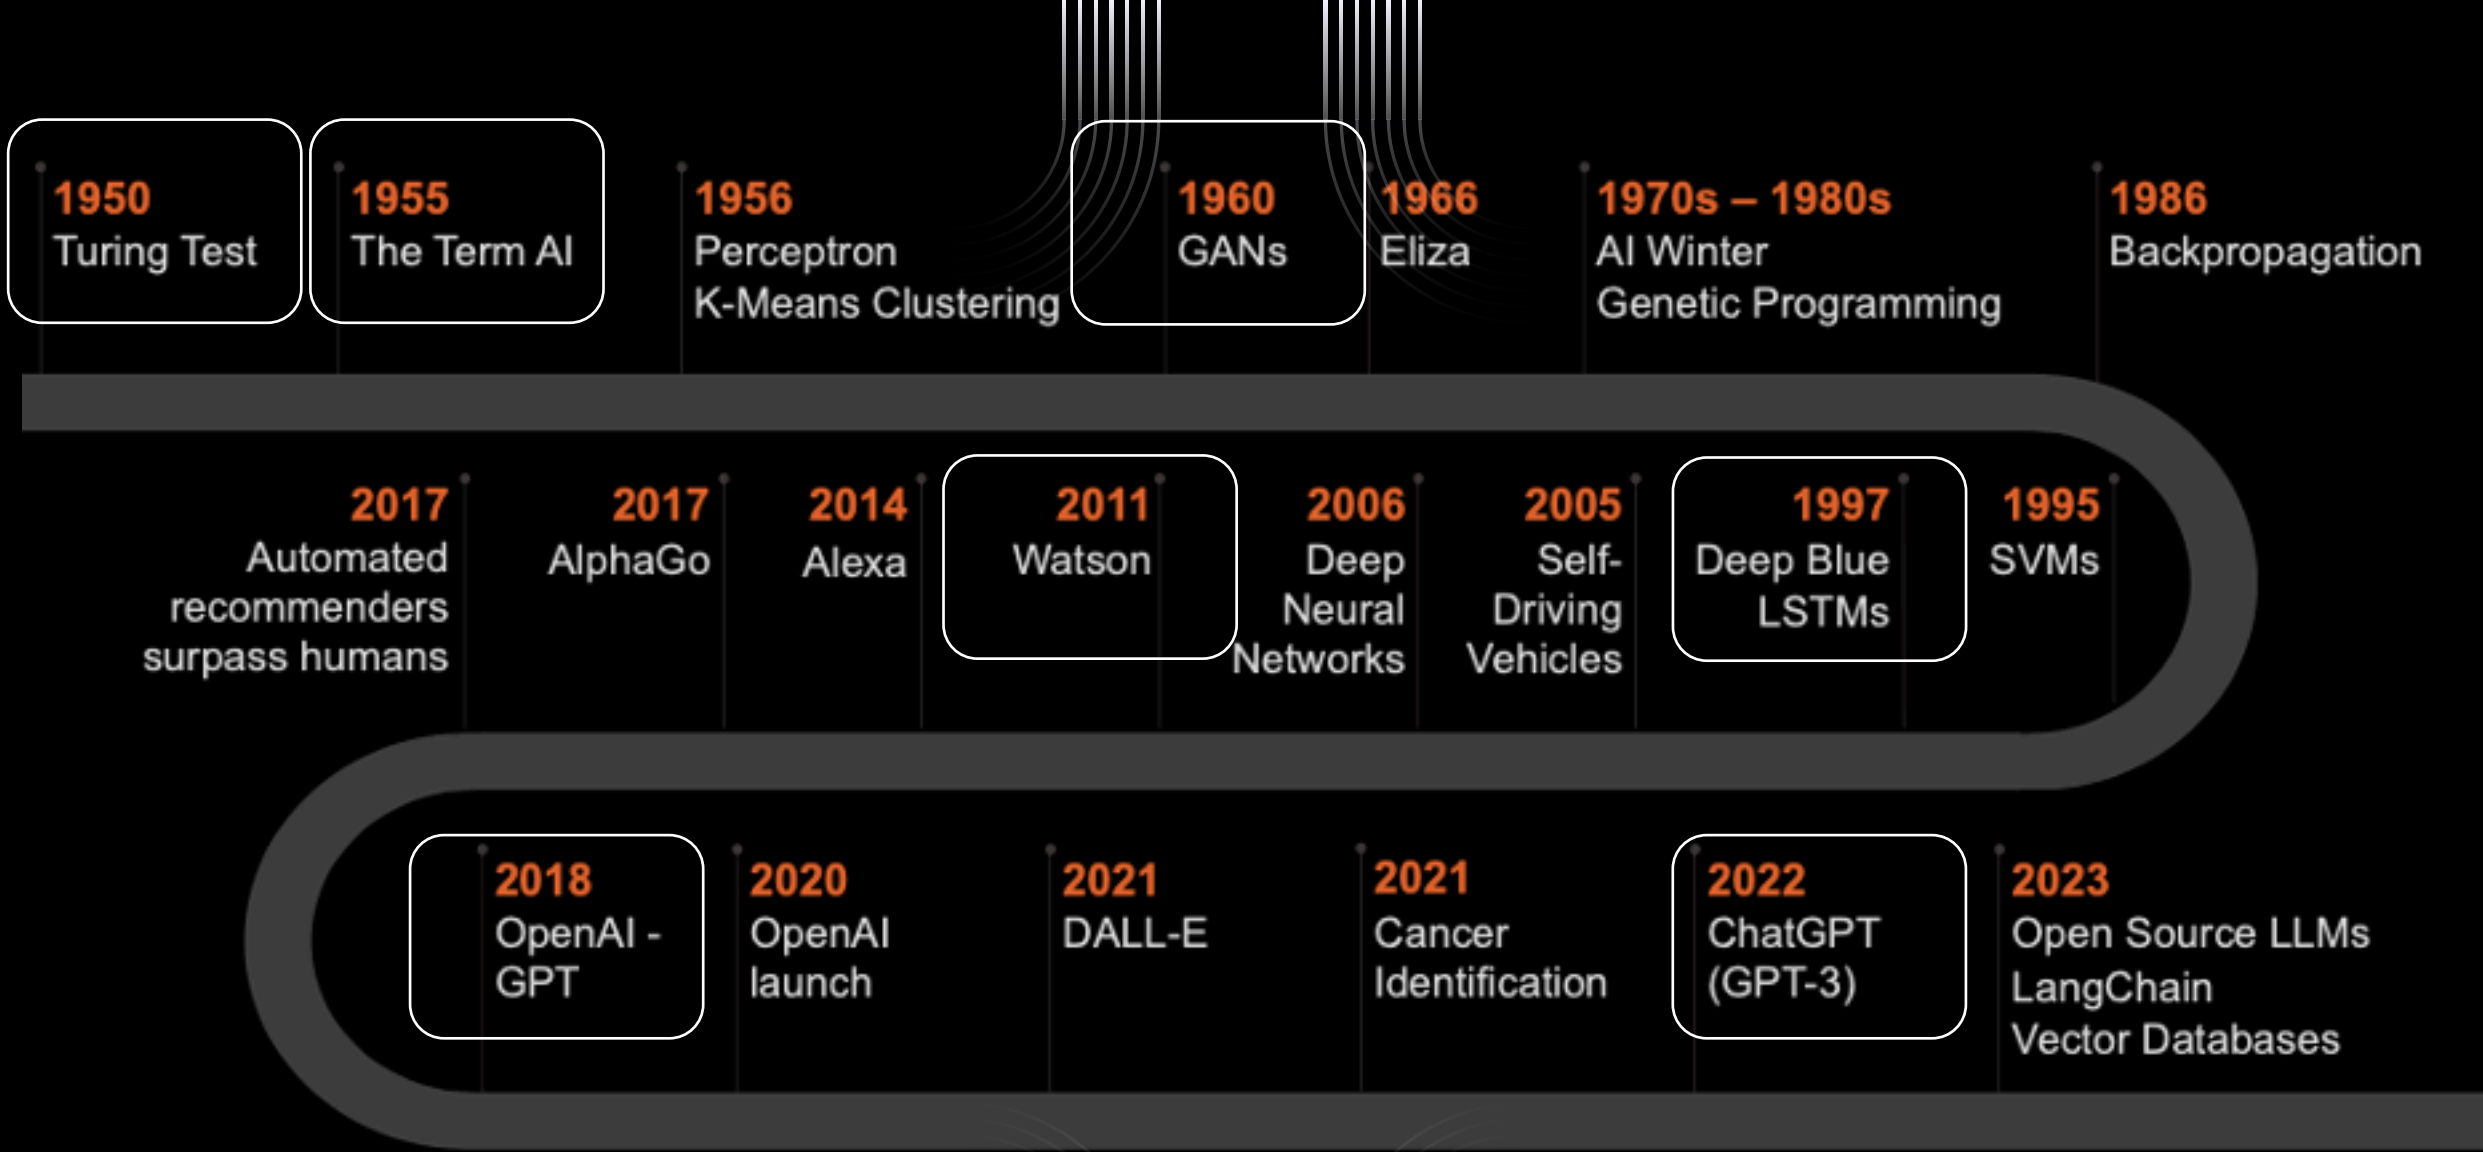 1950
Turing Test
1955
The Term AI
1956
Perceptron
K-Means Clustering
1960
GANs
1966
Eliza
1970s – 1980s
AI Winter
Genetic Programming
1986
Backpropagation
2017
Automated
recommenders
surpass humans
2017
AlphaGo
2014
Alexa
2011
Watson
2006
Deep
Neural
Networks
2005
Self-
Driving
Vehicles
1997
Deep Blue
LSTMs
1995
SVMs
2018
OpenAI -
GPT
2020
OpenAI
launch
2021
DALL-E
2021
Cancer
Identification
2022
ChatGPT
(GPT-3)
2023
Open Source LLMs
LangChain
Vector Databases